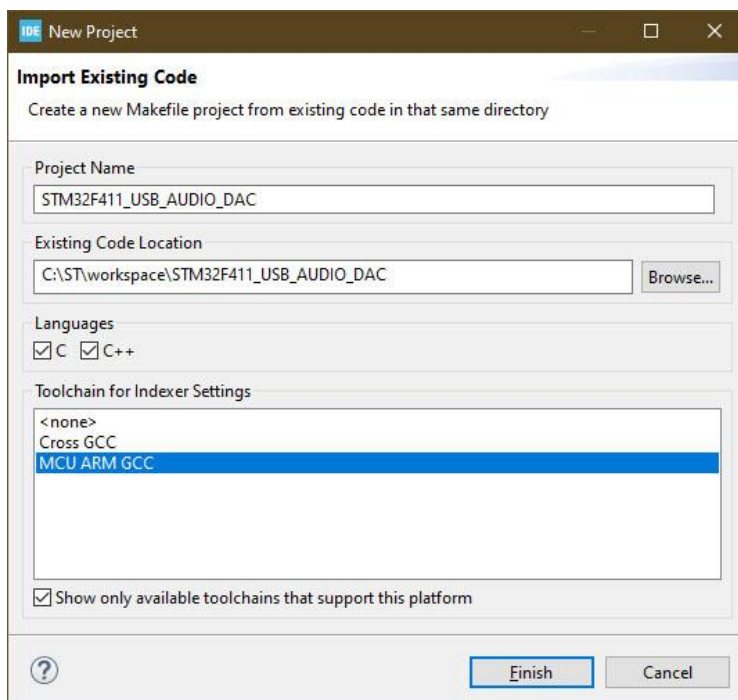 IDE New Project
Import Existing Code
Create a new Makefile project from existing code in that same directory
Project Name
STM32F411_USB_AUDIO_DAC
Existing Code Location
C:\ST\workspace\STM32F411_USB_AUDIO_DAC
Browse...
Languages
C C++
Toolchain for Indexer Settings
<none>
Cross GCC
MCU ARM GCC
Show only available toolchains that support this platform
? Finish Cancel